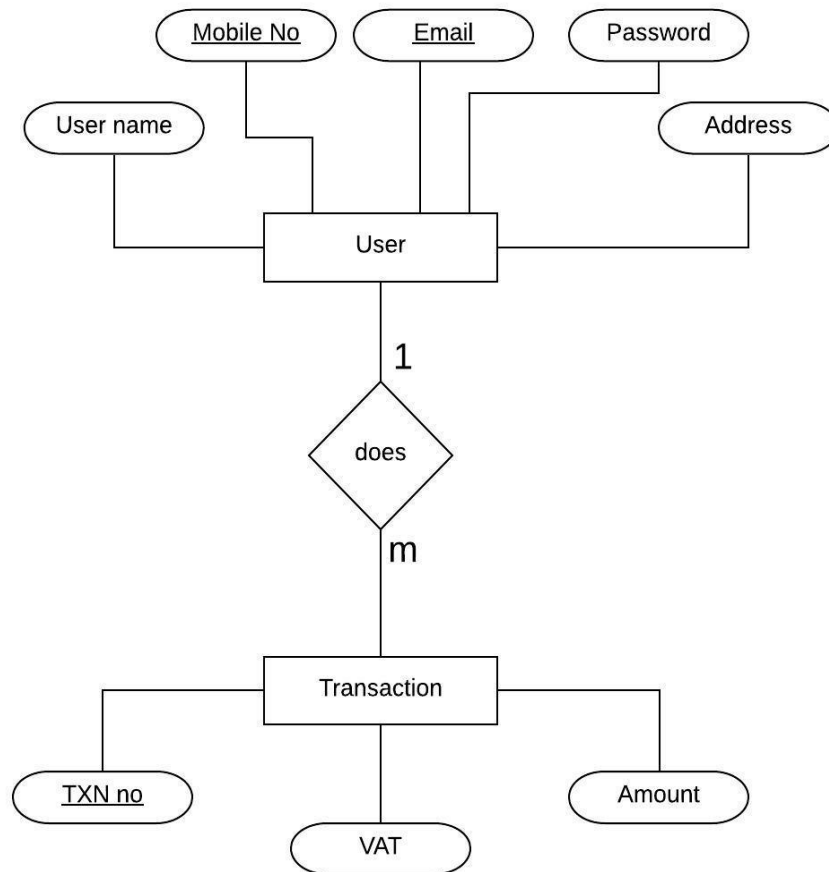 Mobile No
Email
Password
User name
Address
User
1
does
m
Transaction
TXN no
Amount
VAT